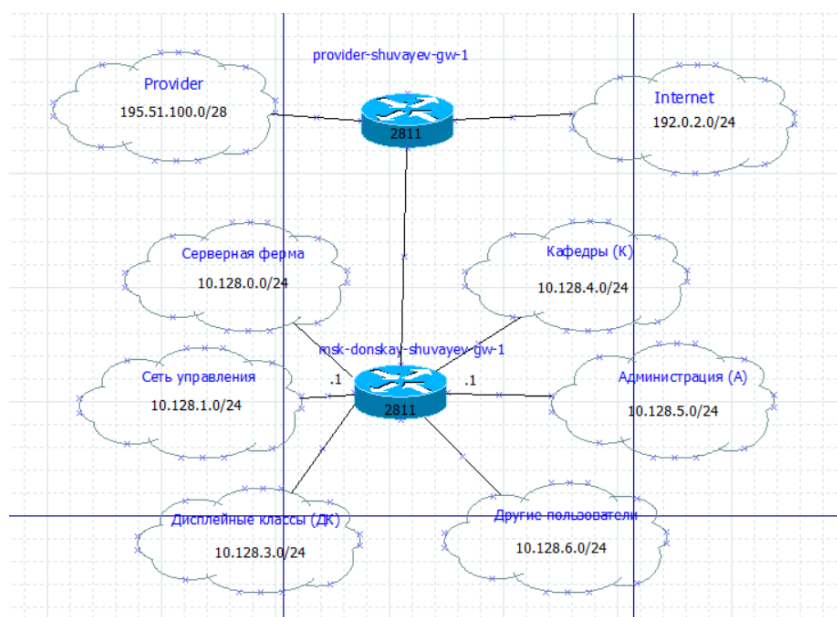 provider-shuvayev-gw-1
Provider
195.51.100.0/28
2811
Internet
192.0.2.0/24
Серверная ферма
10.128.0.0/24
Кафедры (К)
10.128.4.0/24
msk-donskay-shuvayev-gw-1
Сеть управления
10.128.1.0/24
.1
2811
.1
Администрация (А)
10.128.5.0/24
Дисплейные классы (ДК)
10.128.3.0/24
Другие пользователи
10.128.6.0/24